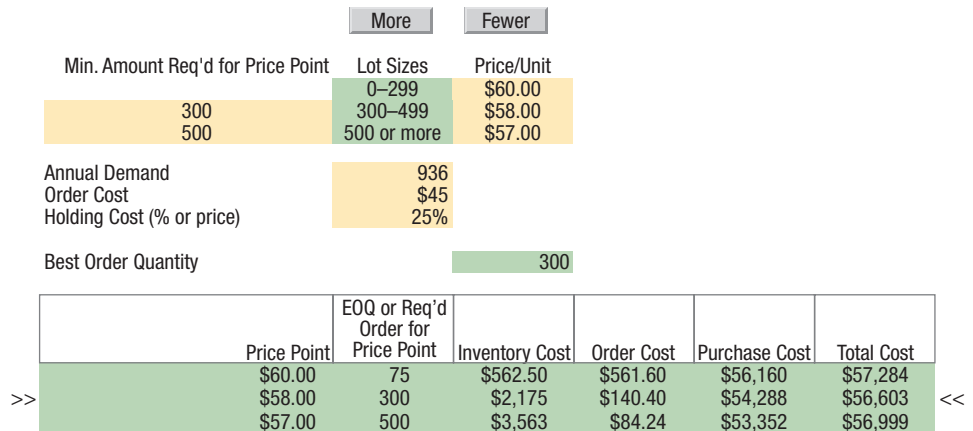 More Fewer
Min. Amount Req'd for Price Point Lot Sizes Price/Unit
0–299 $60.00
300 300–499 $58.00
500 500 or more $57.00
Annual Demand 936
Order Cost $45
Holding Cost (% or price) 25%
Best Order Quantity 300
EOQ or Req'd
Order for
Price Point Price Point Inventory Cost Order Cost Purchase Cost Total Cost
$60.00 75 $562.50 $561.60 $56,160 $57,284
>> $58.00 300 $2,175 $140.40 $54,288 $56,603 <<
$57.00 500 $3,563 $84.24 $53,352 $56,999